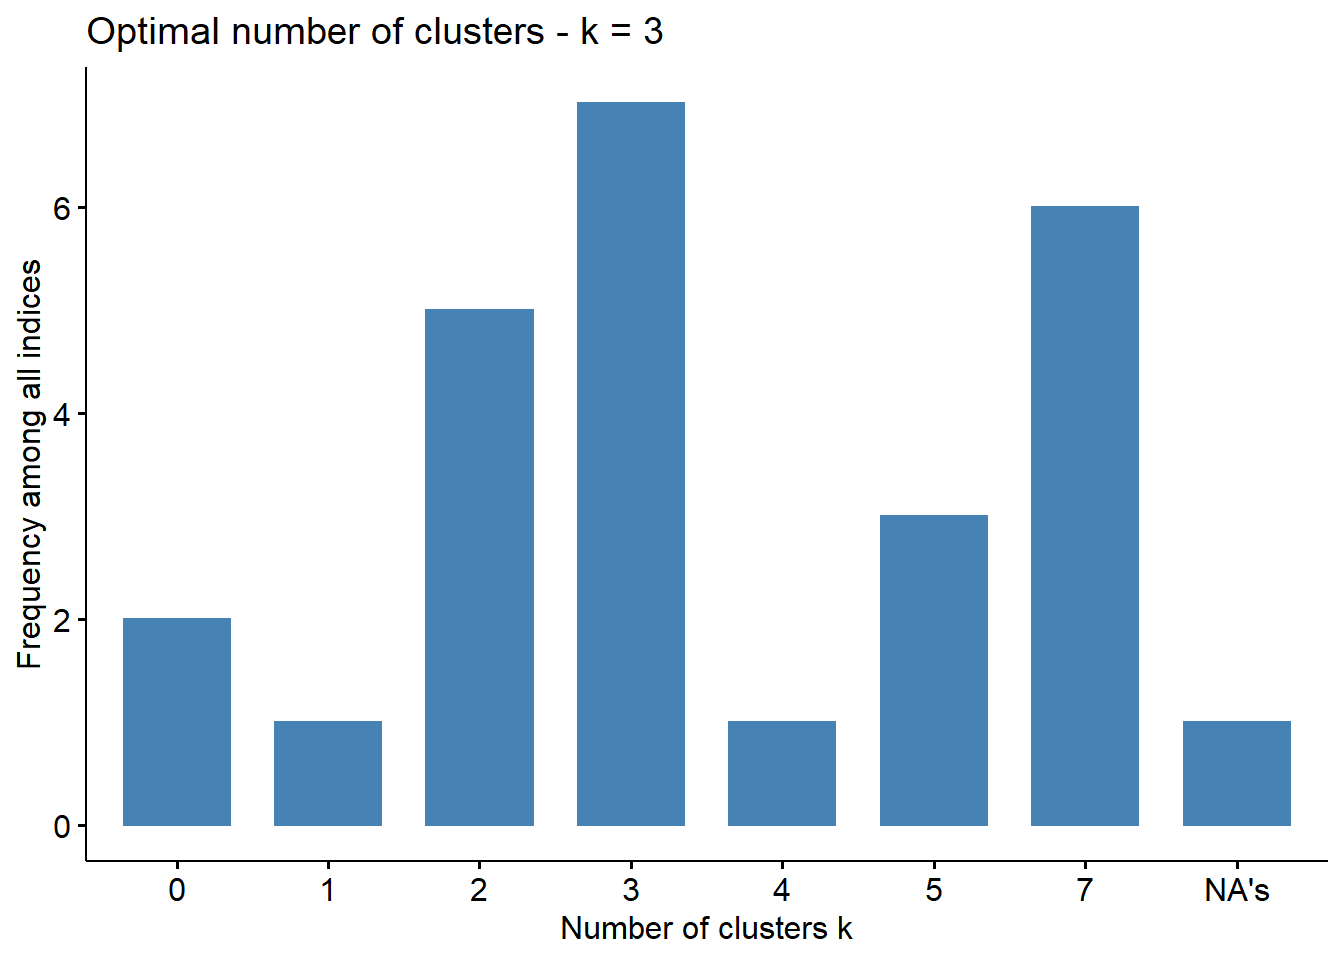 Optimal number of clusters - k = 3
Frequency among all indices
6
4
2
0
0 1 2 3 4 5 7 NA's
Number of clusters k